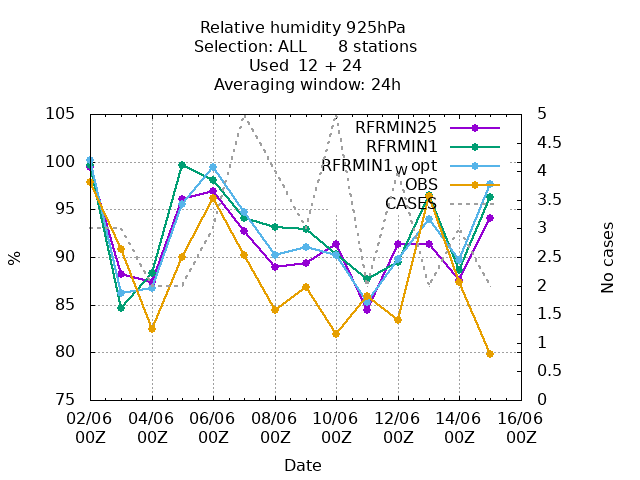 Relative humidity 925hPa
Selection: ALL      8 stations
Used  12 + 24
Averaging window: 24h
105
100
95
90
85
80
75
%
RFRMIN25
RFRMIN1
RFRMIN1w opt
OBS
CASES
5
4.5
4
3.5
3
2.5
2
1.5
1
0.5
0
No cases
02/06 04/06 06/06 08/06 10/06 12/06 14/06 16/06
00Z 00Z 00Z 00Z 00Z 00Z 00Z 00Z
Date